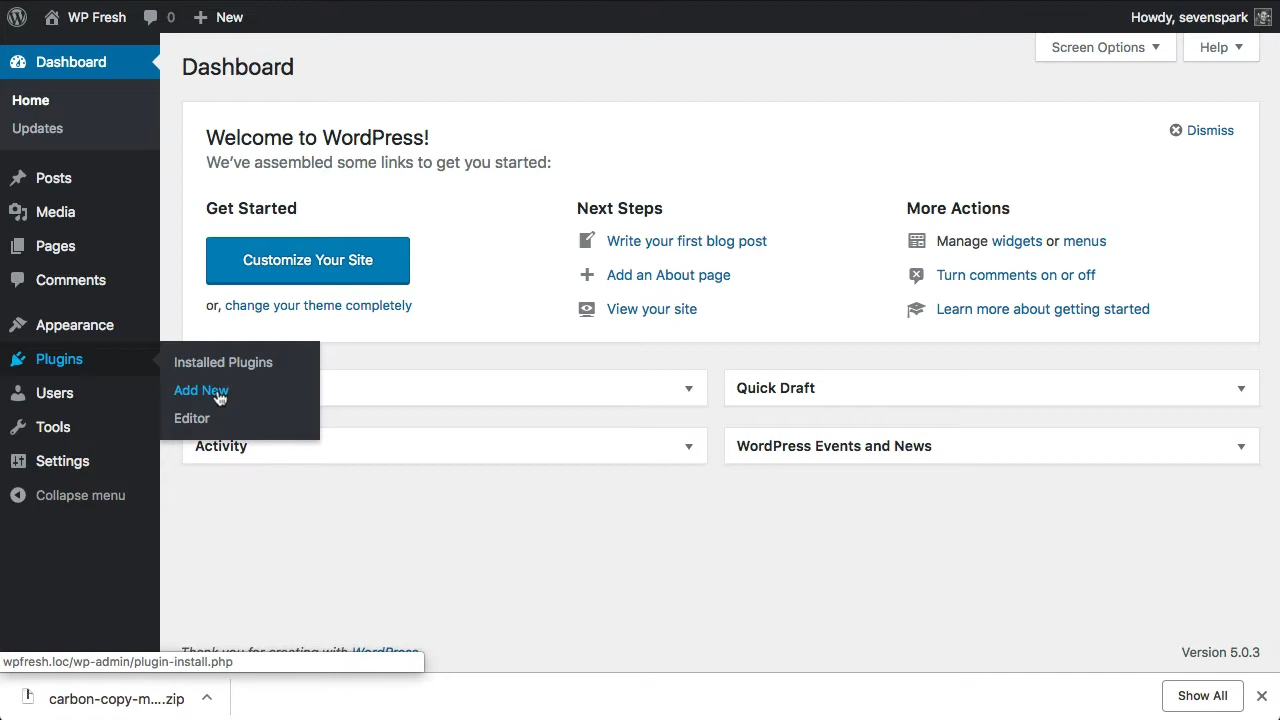 WP Fresh 0 New Howdy, sevenspark
Dashboard
Home
Updates
Posts
Media
Pages
Comments
Appearance
Plugins
Users
Tools
Settings
Collapse menu
Installed Plugins
Add New
Editor
Screen Options Help
Dashboard
Welcome to WordPress!
We've assembled some links to get you started:
Dismiss
Get Started
Customize Your Site
or, change your theme completely
Next Steps
Write your first blog post
Add an About page
View your site
More Actions
Manage widgets or menus
Turn comments on or off
Learn more about getting started
Quick Draft
Activity
WordPress Events and News
Thank you for creating with WordPress
Version 5.0.3
wpfresh.loc/wp-admin/plugin-install.php
carbon-copy-m....zip
Show All